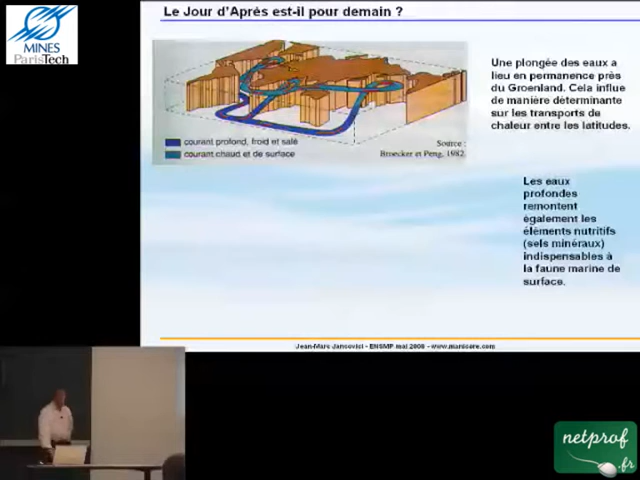 Le Jour d'Après est-il pour demain ?
MINES
ParisTech
Une plongée des eaux a
lieu en permanence près
du Groenland. Cela influe
de manière déterminante
sur les transports de
chaleur entre les latitudes.
courant profond, froid et salé
courant chaud et de surface
Source :
Broecker et Peng, 1982.
Les eaux
profondes
remontent
également les
éléments nutritifs
(sels minéraux)
indispensables à
la faune marine de
surface.
Jean-Marc Jancovici - ENSMP mai 2008 - www.manicore.com
netprof
.fr